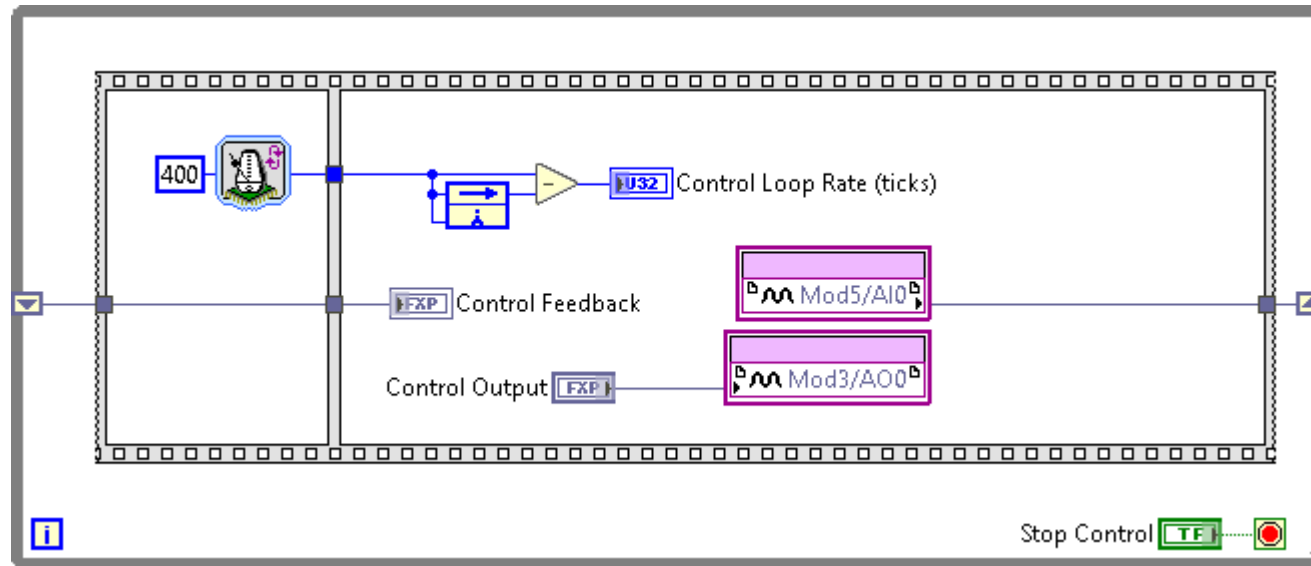 400
U32
Control Loop Rate (ticks)
FXP
Control Feedback
Mod5/AI0
Control Output
FXP
Mod3/AO0
i
Stop Control
TF